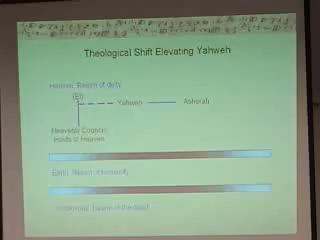 Theological Shift Elevating Yahweh
Heaven: Realm of deity
(El)
Yahweh
Asherah
Heavenly Council
Hosts of Heaven
Earth: Realm of humanity
Underworld: Realm of the dead